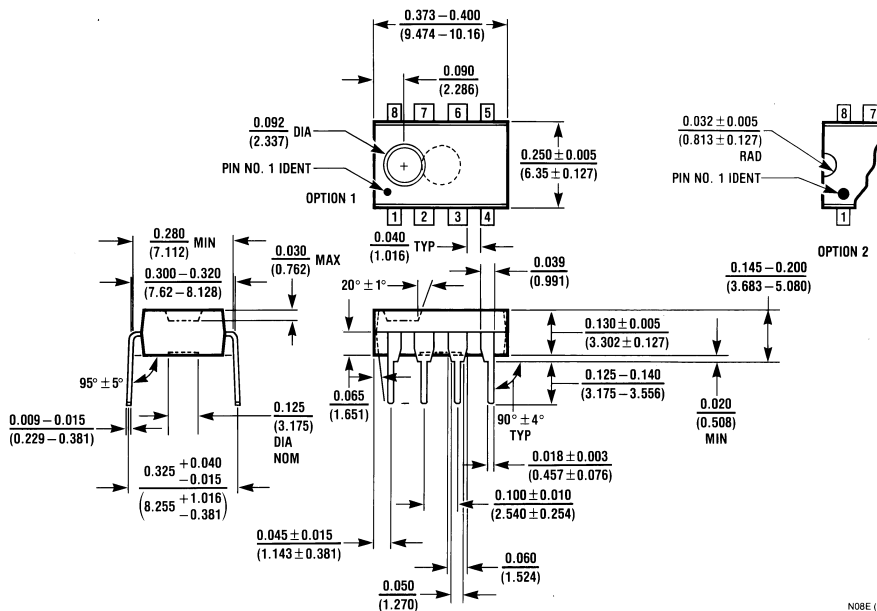 0.373 – 0.400
(9.474 – 10.16)
0.090
(2.286)
8 7 6 5
0.092 DIA
(2.337)
PIN NO. 1 IDENT
OPTION 1
1 2 3 4
0.250 ± 0.005
(6.35 ± 0.127)
8 7
0.032 ± 0.005
(0.813 ± 0.127)
RAD
PIN NO. 1 IDENT
1
OPTION 2
0.280 MIN
(7.112)
0.030 MAX
(0.762)
0.300 – 0.320
(7.62 – 8.128)
0.040 TYP
(1.016)
0.039
(0.991)
20° ± 1°
0.145 – 0.200
(3.683 – 5.080)
0.130 ± 0.005
(3.302 ± 0.127)
95° ± 5°
0.009 – 0.015
(0.229 – 0.381)
0.125
(3.175)
DIA
NOM
0.065
(1.651)
90° ± 4°
TYP
0.125 – 0.140
(3.175 – 3.556)
0.020
(0.508)
MIN
0.325 +0.040 −0.015
(8.255 +1.016 −0.381)
0.018 ± 0.003
(0.457 ± 0.076)
0.100 ± 0.010
(2.540 ± 0.254)
0.045 ± 0.015
(1.143 ± 0.381)
0.060
(1.524)
0.050
(1.270)
N08E (